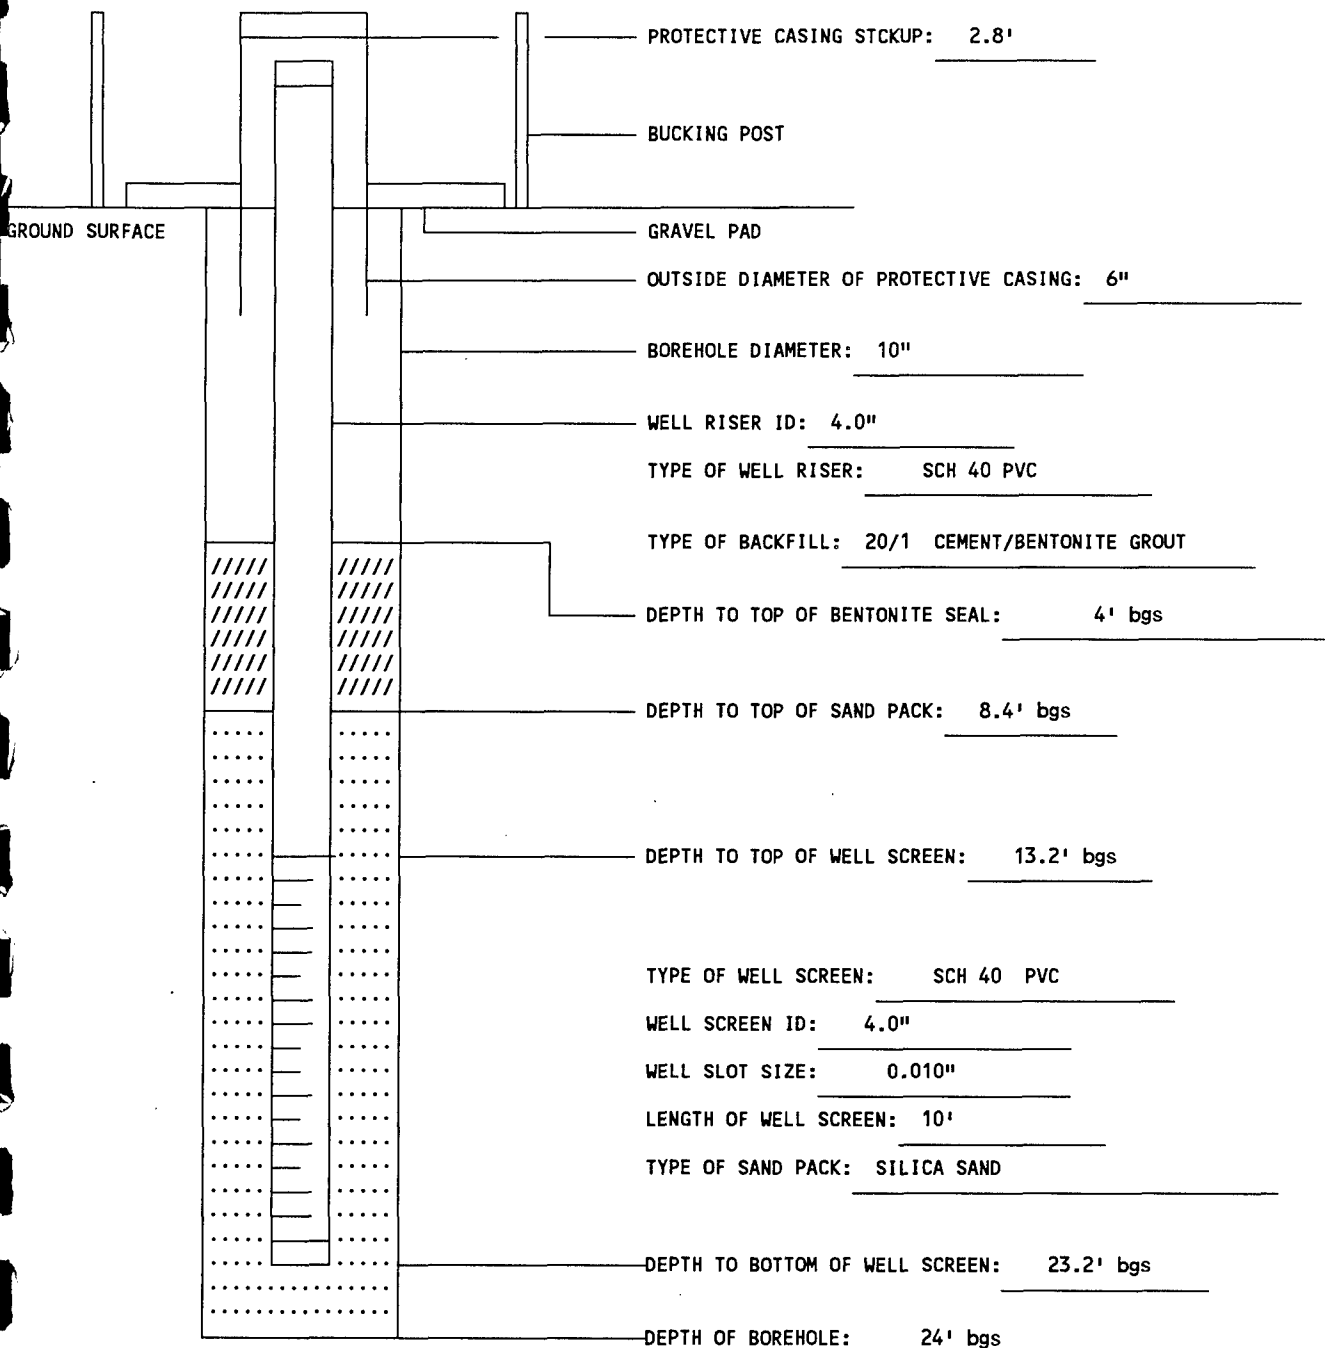 PROTECTIVE CASING STCKUP: 2.8'
BUCKING POST
GROUND SURFACE
GRAVEL PAD
OUTSIDE DIAMETER OF PROTECTIVE CASING: 6"
BOREHOLE DIAMETER: 10"
WELL RISER ID: 4.0"
TYPE OF WELL RISER: SCH 40 PVC
TYPE OF BACKFILL: 20/1 CEMENT/BENTONITE GROUT
DEPTH TO TOP OF BENTONITE SEAL: 4' bgs
DEPTH TO TOP OF SAND PACK: 8.4' bgs
DEPTH TO TOP OF WELL SCREEN: 13.2' bgs
TYPE OF WELL SCREEN: SCH 40 PVC
WELL SCREEN ID: 4.0"
WELL SLOT SIZE: 0.010"
LENGTH OF WELL SCREEN: 10'
TYPE OF SAND PACK: SILICA SAND
DEPTH TO BOTTOM OF WELL SCREEN: 23.2' bgs
DEPTH OF BOREHOLE: 24' bgs